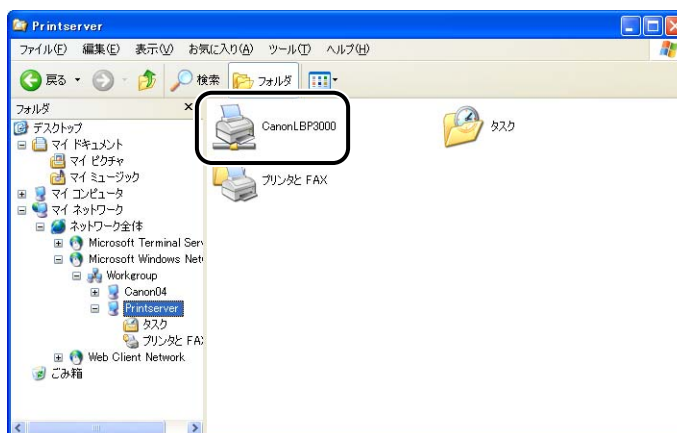 Printserver
ファイル(F) 編集(E) 表示(V) お気に入り(A) ツール(T) ヘルプ(H)
戻る 検索 フォルダ
フォルダ
デスクトップ
マイ ドキュメント
マイ ピクチャ
マイ ミュージック
マイ コンピュータ
マイ ネットワーク
ネットワーク全体
Microsoft Terminal Serv
Microsoft Windows Netv
Workgroup
Canon04
Printserver
タスク
プリンタと FAX
Web Client Network
ごみ箱
CanonLBP3000
タスク
プリンタと FAX